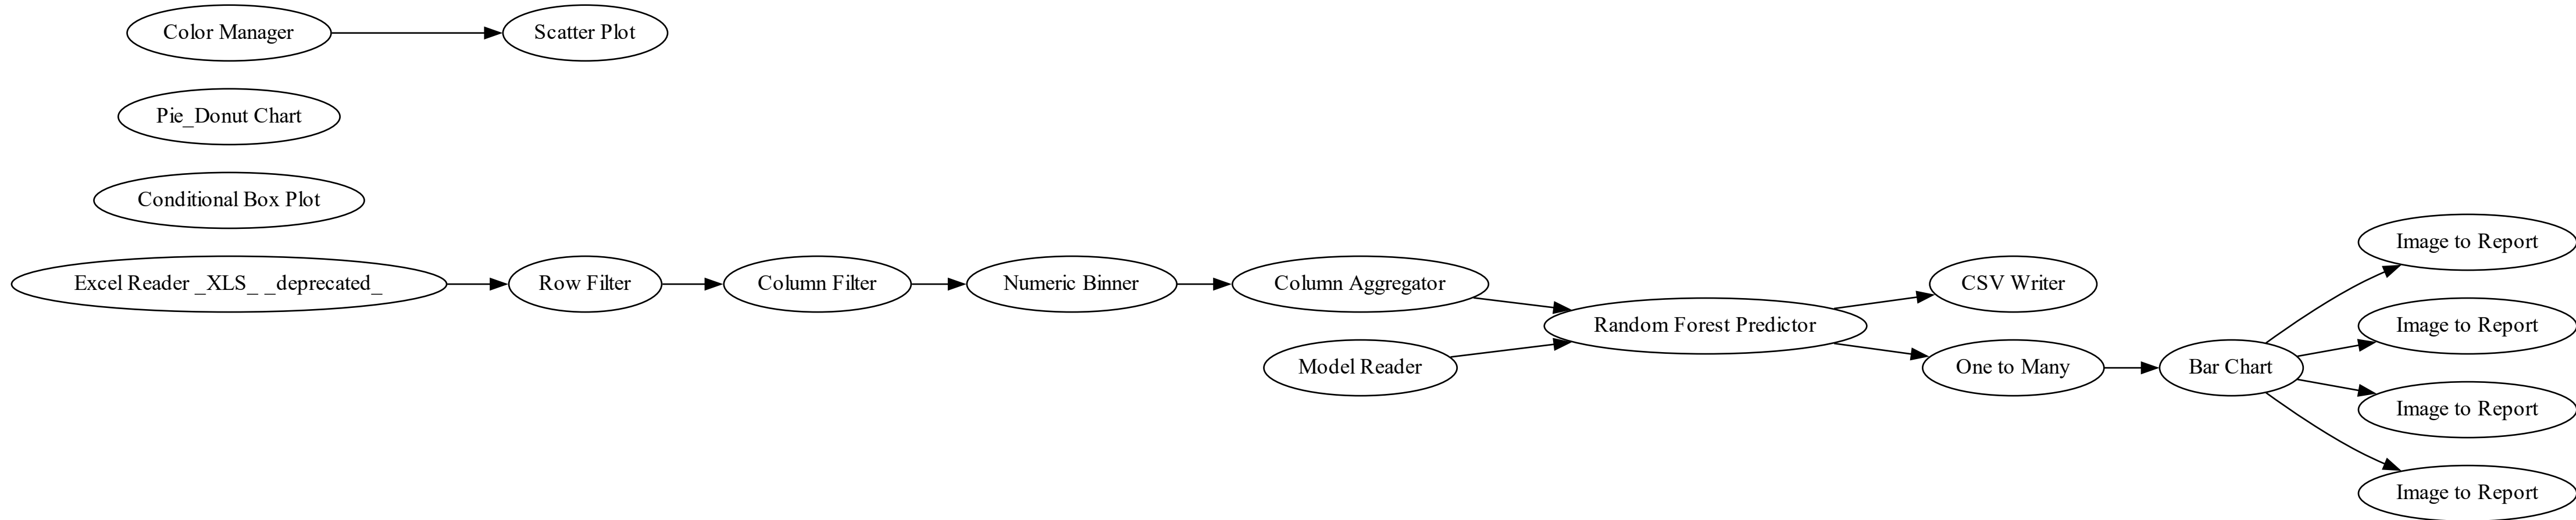 Color Manager
Scatter Plot
Pie_Donut Chart
Conditional Box Plot
Excel Reader _XLS_ _deprecated_
Row Filter
Column Filter
Numeric Binner
Column Aggregator
Model Reader
Random Forest Predictor
CSV Writer
One to Many
Bar Chart
Image to Report
Image to Report
Image to Report
Image to Report